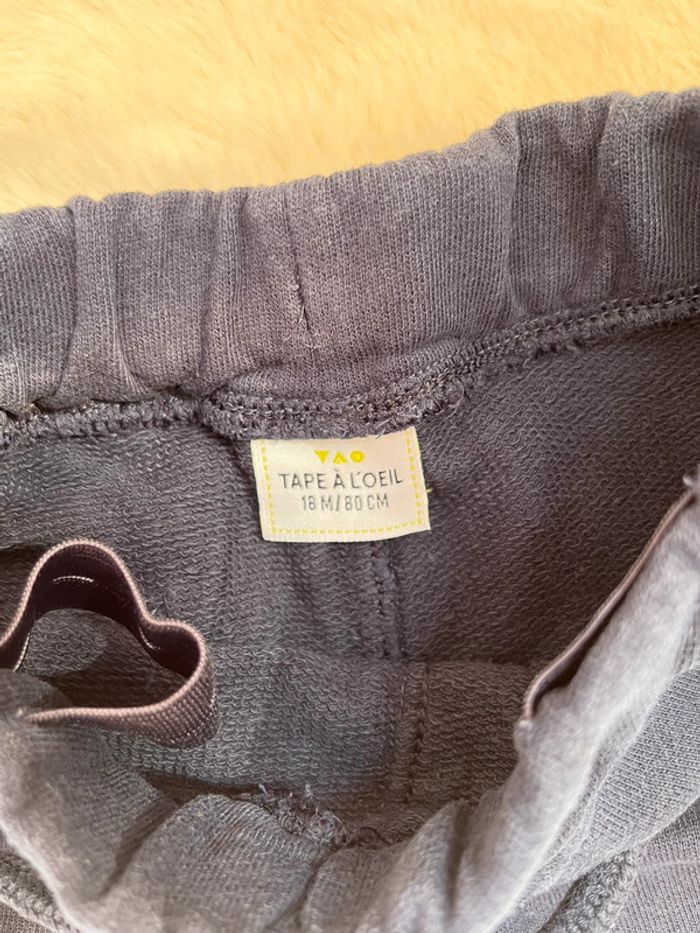 TAPE À L'OEIL
18 M/80 CM